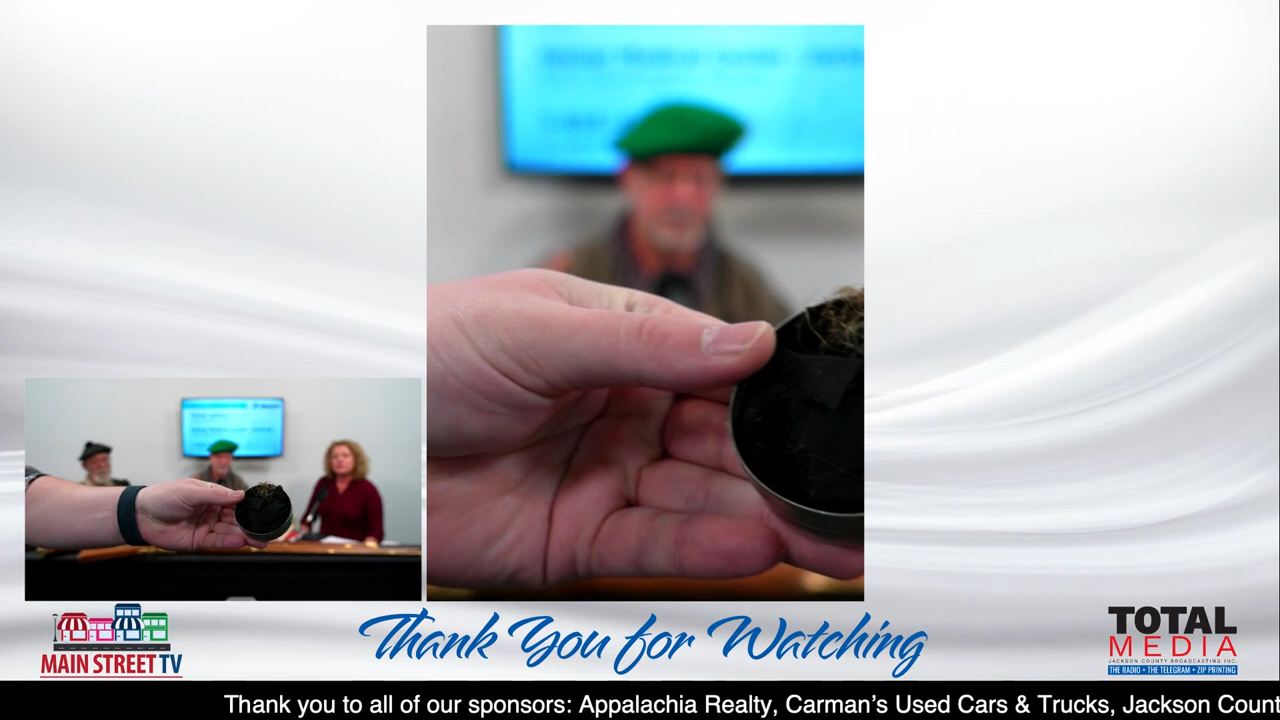 MAIN STREET TV
Thank You for Watching
TOTAL
MEDIA
JACKSON COUNTY BROADCASTING INC.
THE RADIO • THE TELEGRAM • ZIP PRINTING
Thank you to all of our sponsors: Appalachia Realty, Carman's Used Cars & Trucks, Jackson Count